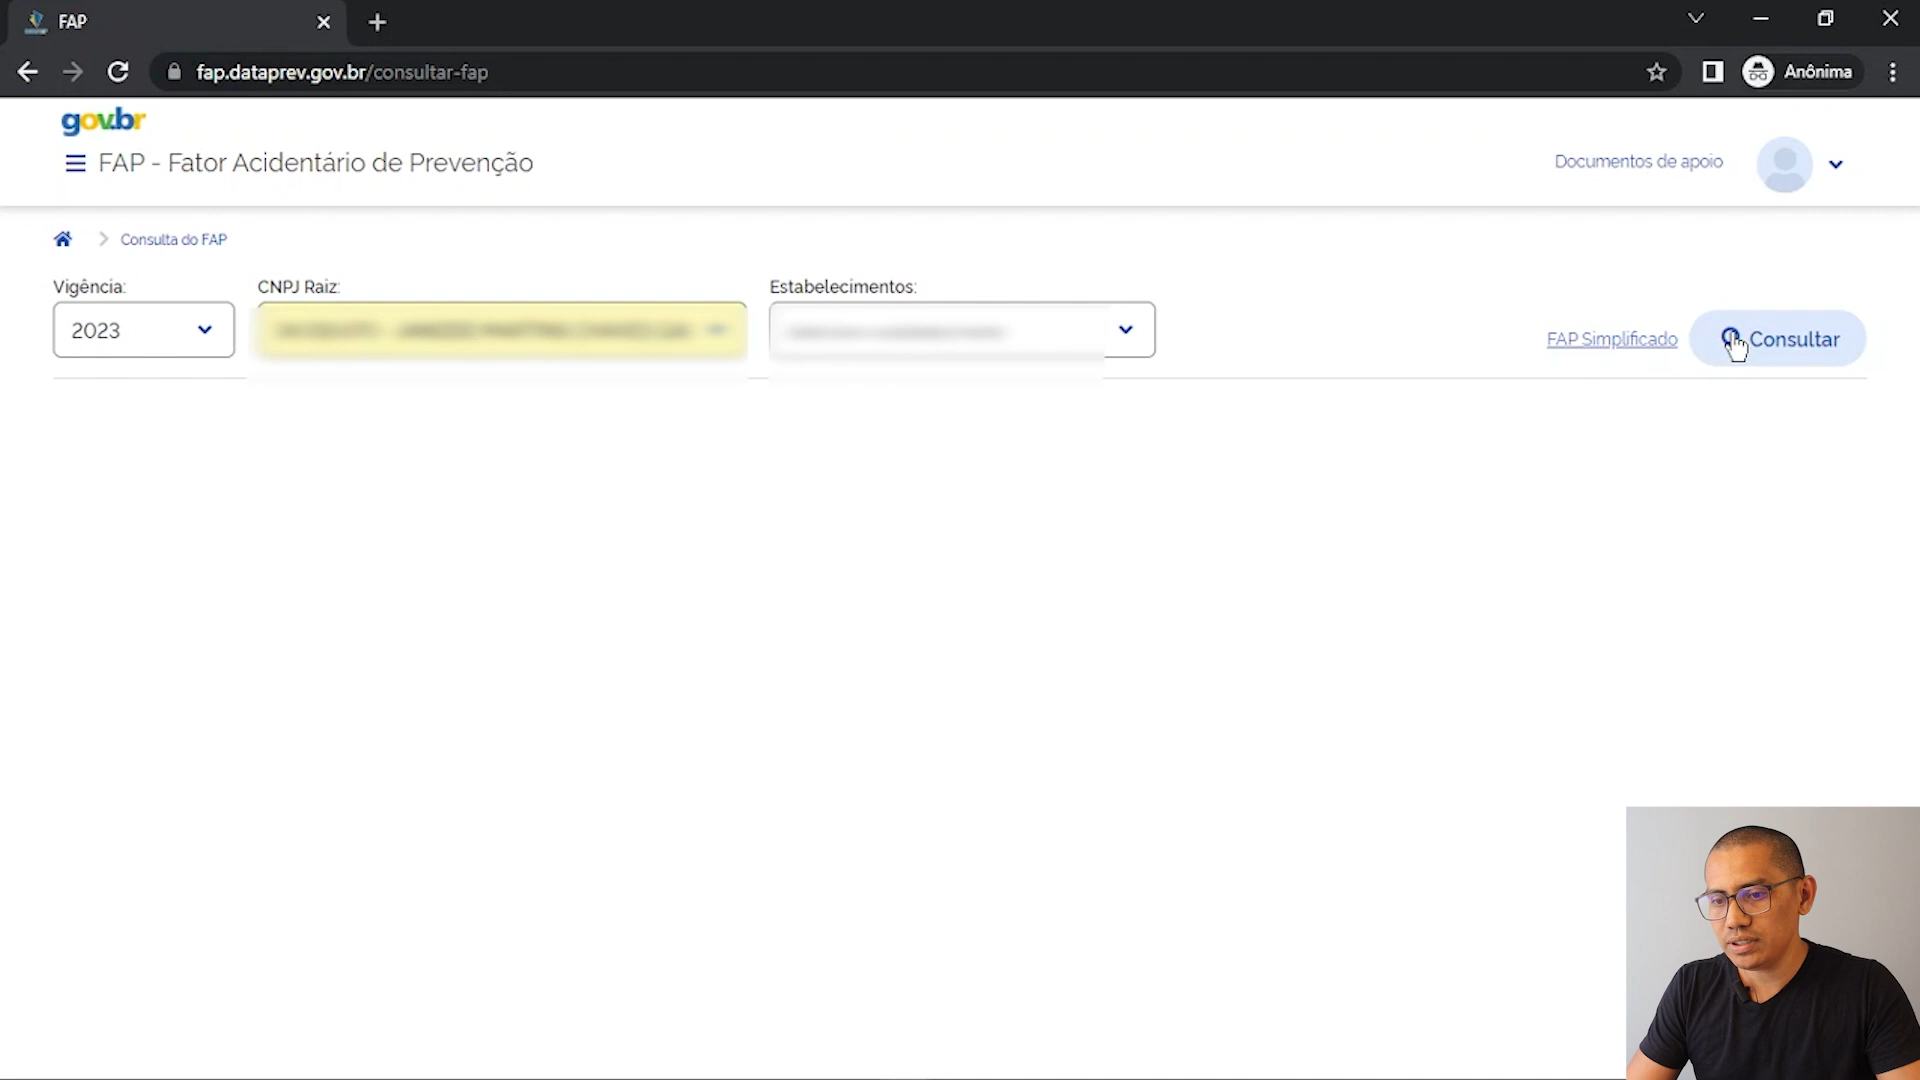 FAP
fap.dataprev.gov.br/consultar-fap
Anônima
gov.br
FAP - Fator Acidentário de Prevenção
Documentos de apoio
Consulta do FAP
Vigência:
CNPJ Raiz:
Estabelecimentos:
2023
FAP Simplificado
Consultar